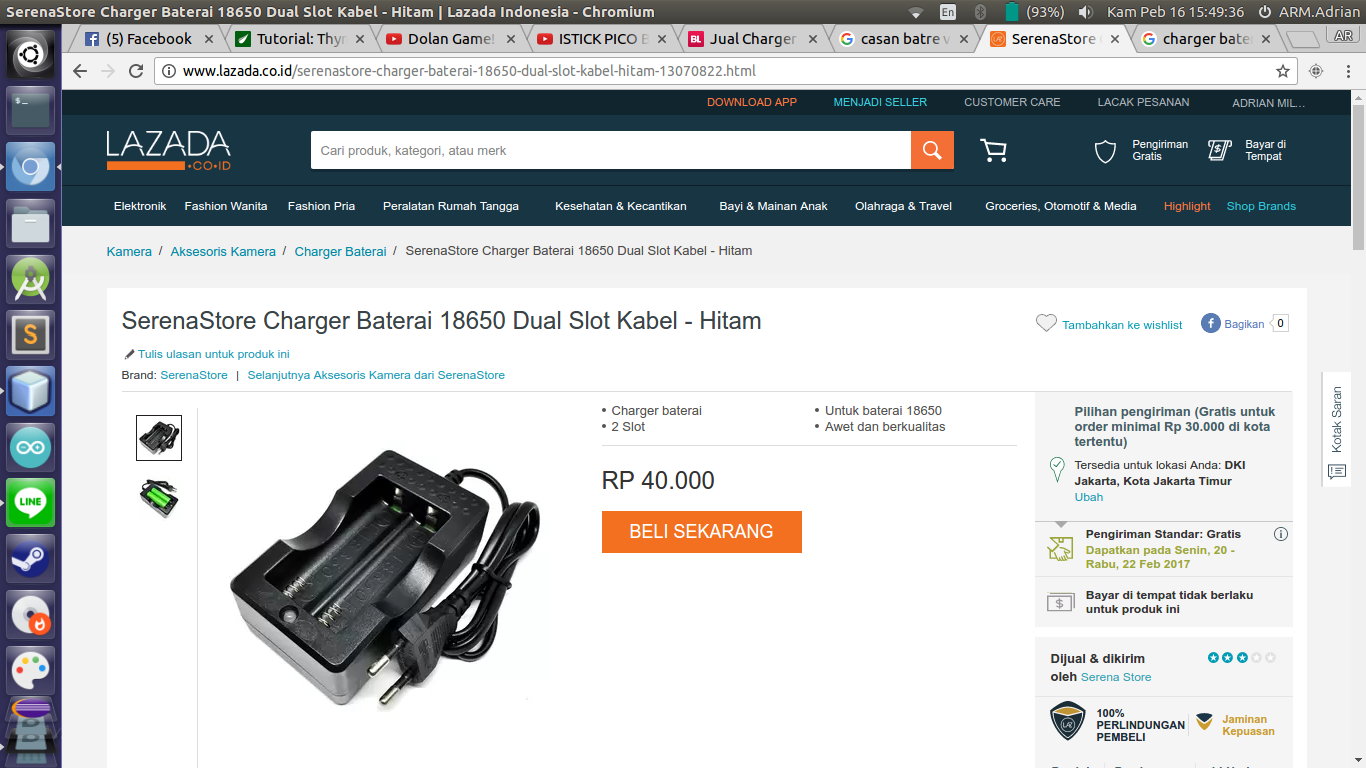 SerenaStore Charger Baterai 18650 Dual Slot Kabel - Hitam | Lazada Indonesia - Chromium
En
(93%)
Kam Peb 16 15:49:36
ARM.Adrian
(5) Facebook
Tutorial: Thyr
Dolan Game!
ISTICK PICO B
Jual Charger
casan batre v
SerenaStore
charger bate
AR
www.lazada.co.id/serenastore-charger-baterai-18650-dual-slot-kabel-hitam-13070822.html
DOWNLOAD APP
MENJADI SELLER
CUSTOMER CARE
LACAK PESANAN
ADRIAN MIL...
LAZADA
.CO.ID
Cari produk, kategori, atau merk
Pengiriman
Gratis
Bayar di
Tempat
Elektronik
Fashion Wanita
Fashion Pria
Peralatan Rumah Tangga
Kesehatan & Kecantikan
Bayi & Mainan Anak
Olahraga & Travel
Groceries, Otomotif & Media
Highlight
Shop Brands
Kamera / Aksesoris Kamera / Charger Baterai / SerenaStore Charger Baterai 18650 Dual Slot Kabel - Hitam
SerenaStore Charger Baterai 18650 Dual Slot Kabel - Hitam
Tambahkan ke wishlist
Bagikan
0
Tulis ulasan untuk produk ini
Brand: SerenaStore | Selanjutnya Aksesoris Kamera dari SerenaStore
• Charger baterai
• 2 Slot
• Untuk baterai 18650
• Awet dan berkualitas
RP 40.000
BELI SEKARANG
Pilihan pengiriman (Gratis untuk
order minimal Rp 30.000 di kota
tertentu)
Tersedia untuk lokasi Anda: DKI
Jakarta, Kota Jakarta Timur
Ubah
Pengiriman Standar: Gratis
Dapatkan pada Senin, 20 -
Rabu, 22 Feb 2017
Bayar di tempat tidak berlaku
untuk produk ini
Dijual & dikirim
oleh Serena Store
100%
PERLINDUNGAN
PEMBELI
Jaminan
Kepuasan
Kotak Saran
LINE